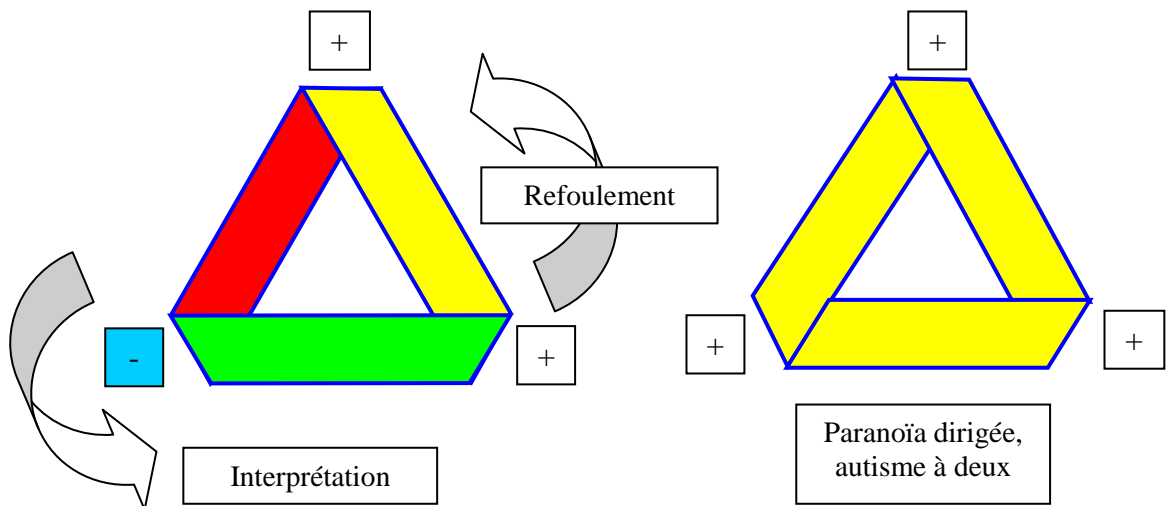 +
+
Refoulement
-
+
+
+
Paranoïa dirigée,
autisme à deux
Interprétation